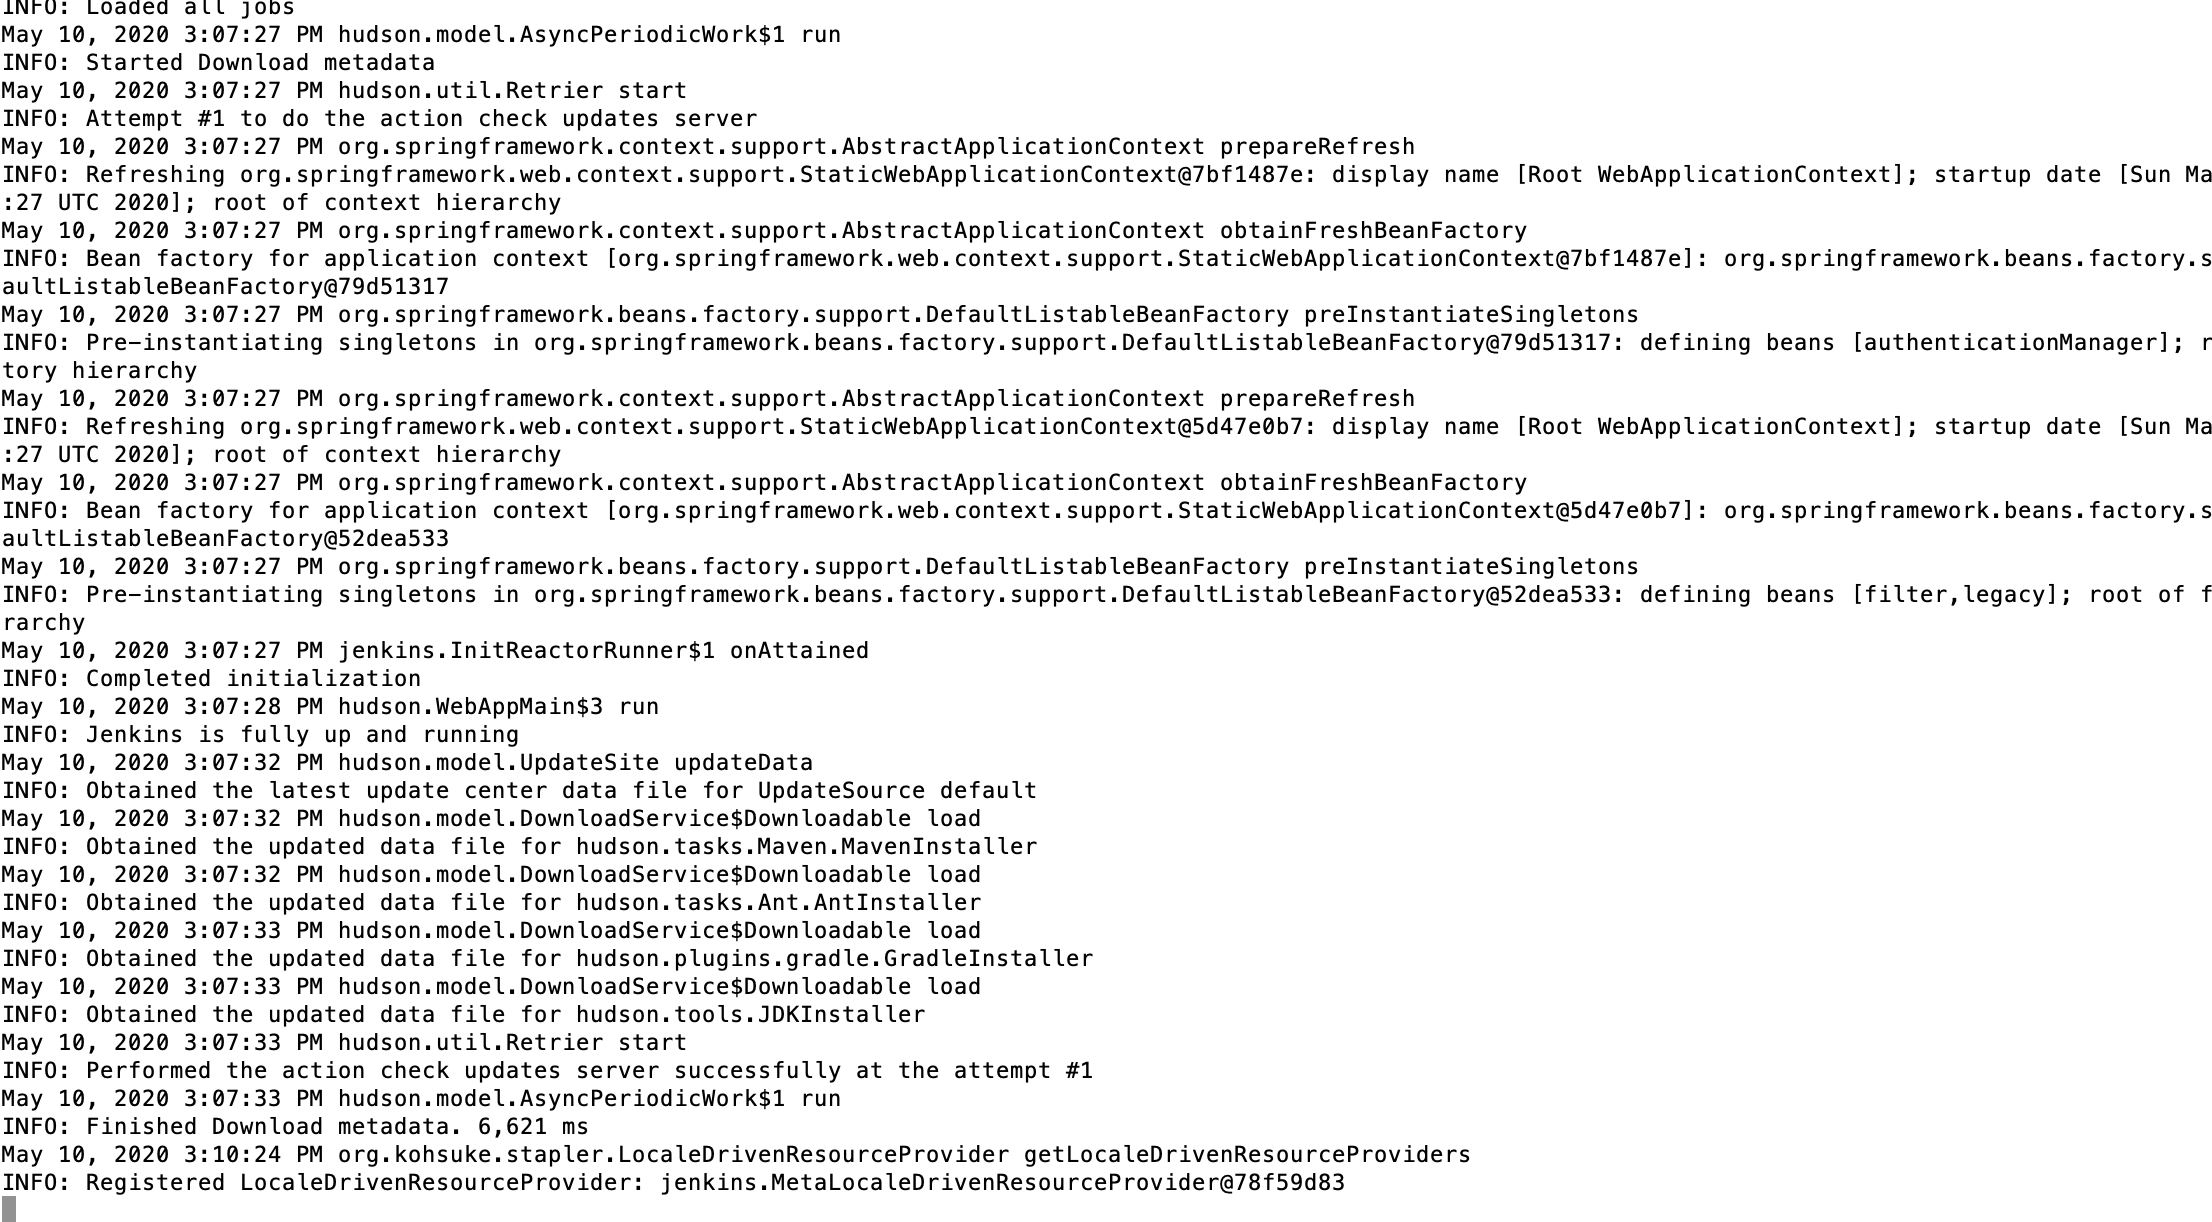 INFO: Loaded all jobs
May 10, 2020 3:07:27 PM hudson.model.AsyncPeriodicWork$1 run
INFO: Started Download metadata
May 10, 2020 3:07:27 PM hudson.util.Retrier start
INFO: Attempt #1 to do the action check updates server
May 10, 2020 3:07:27 PM org.springframework.context.support.AbstractApplicationContext prepareRefresh
INFO: Refreshing org.springframework.web.context.support.StaticWebApplicationContext@7bf1487e: display name [Root WebApplicationContext]; startup date [Sun Ma
:27 UTC 2020]; root of context hierarchy
May 10, 2020 3:07:27 PM org.springframework.context.support.AbstractApplicationContext obtainFreshBeanFactory
INFO: Bean factory for application context [org.springframework.web.context.support.StaticWebApplicationContext@7bf1487e]: org.springframework.beans.factory.s
aultListableBeanFactory@79d51317
May 10, 2020 3:07:27 PM org.springframework.beans.factory.support.DefaultListableBeanFactory preInstantiateSingletons
INFO: Pre-instantiating singletons in org.springframework.beans.factory.support.DefaultListableBeanFactory@79d51317: defining beans [authenticationManager]; r
tory hierarchy
May 10, 2020 3:07:27 PM org.springframework.context.support.AbstractApplicationContext prepareRefresh
INFO: Refreshing org.springframework.web.context.support.StaticWebApplicationContext@5d47e0b7: display name [Root WebApplicationContext]; startup date [Sun Ma
:27 UTC 2020]; root of context hierarchy
May 10, 2020 3:07:27 PM org.springframework.context.support.AbstractApplicationContext obtainFreshBeanFactory
INFO: Bean factory for application context [org.springframework.web.context.support.StaticWebApplicationContext@5d47e0b7]: org.springframework.beans.factory.s
aultListableBeanFactory@52dea533
May 10, 2020 3:07:27 PM org.springframework.beans.factory.support.DefaultListableBeanFactory preInstantiateSingletons
INFO: Pre-instantiating singletons in org.springframework.beans.factory.support.DefaultListableBeanFactory@52dea533: defining beans [filter,legacy]; root of f
rarchy
May 10, 2020 3:07:27 PM jenkins.InitReactorRunner$1 onAttained
INFO: Completed initialization
May 10, 2020 3:07:28 PM hudson.WebAppMain$3 run
INFO: Jenkins is fully up and running
May 10, 2020 3:07:32 PM hudson.model.UpdateSite updateData
INFO: Obtained the latest update center data file for UpdateSource default
May 10, 2020 3:07:32 PM hudson.model.DownloadService$Downloadable load
INFO: Obtained the updated data file for hudson.tasks.Maven.MavenInstaller
May 10, 2020 3:07:32 PM hudson.model.DownloadService$Downloadable load
INFO: Obtained the updated data file for hudson.tasks.Ant.AntInstaller
May 10, 2020 3:07:33 PM hudson.model.DownloadService$Downloadable load
INFO: Obtained the updated data file for hudson.plugins.gradle.GradleInstaller
May 10, 2020 3:07:33 PM hudson.model.DownloadService$Downloadable load
INFO: Obtained the updated data file for hudson.tools.JDKInstaller
May 10, 2020 3:07:33 PM hudson.util.Retrier start
INFO: Performed the action check updates server successfully at the attempt #1
May 10, 2020 3:07:33 PM hudson.model.AsyncPeriodicWork$1 run
INFO: Finished Download metadata. 6,621 ms
May 10, 2020 3:10:24 PM org.kohsuke.stapler.LocaleDrivenResourceProvider getLocaleDrivenResourceProviders
INFO: Registered LocaleDrivenResourceProvider: jenkins.MetaLocaleDrivenResourceProvider@78f59d83